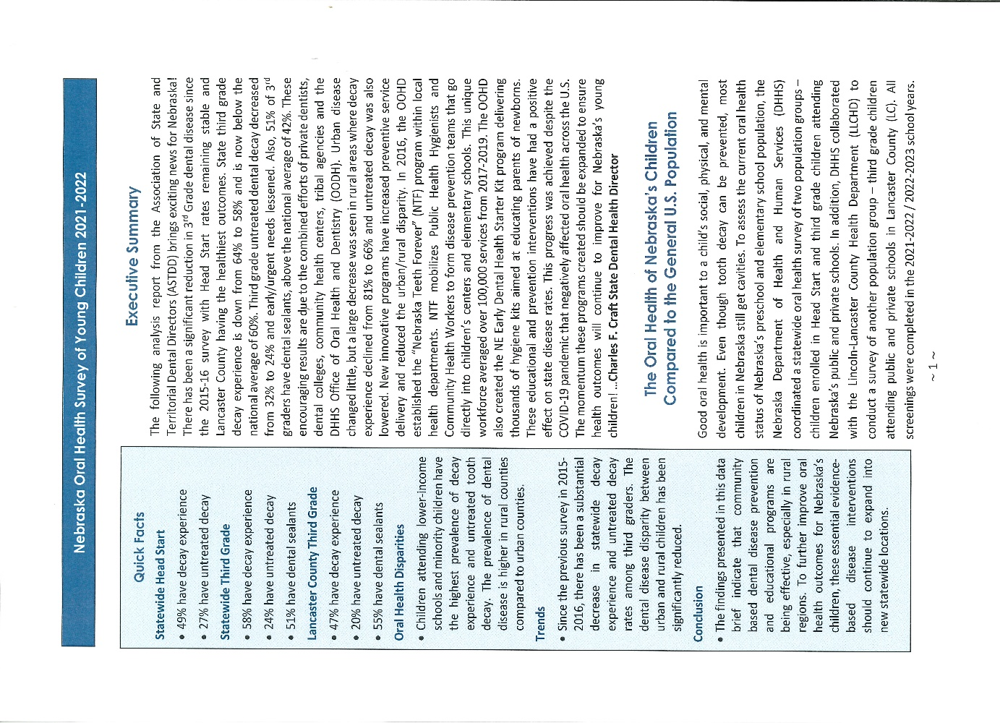 Nebraska Oral Health Survey of Young Children 2021-2022
Quick Facts
Statewide Head Start
• 49% have decay experience
• 27% have untreated decay
Statewide Third Grade
• 58% have decay experience
• 24% have untreated decay
• 51% have dental sealants
Lancaster County Third Grade
• 47% have decay experience
• 20% have untreated decay
• 55% have dental sealants
Oral Health Disparities
• Children attending lower-income
schools and minority children have
the highest prevalence of decay
experience and untreated tooth
decay. The prevalence of dental
disease is higher in rural counties
compared to urban counties.
Trends
• Since the previous survey in 2015-
2016, there has been a substantial
decrease in statewide decay
experience and untreated decay
rates among third graders. The
dental disease disparity between
urban and rural children has been
significantly reduced.
Conclusion
• The findings presented in this data
brief indicate that community
based dental disease prevention
and educational programs are
being effective, especially in rural
regions. To further improve oral
health outcomes for Nebraska's
children, these essential evidence-
based disease interventions
should continue to expand into
new statewide locations.
Executive Summary
The following analysis report from the Association of State and
Territorial Dental Directors (ASTDD) brings exciting news for Nebraska!
There has been a significant reduction in 3rd Grade dental disease since
the 2015-16 survey with Head Start rates remaining stable and
Lancaster County having the healthiest outcomes. State third grade
decay experience is down from 64% to 58% and is now below the
national average of 60%. Third grade untreated dental decay decreased
from 32% to 24% and early/urgent needs lessened. Also, 51% of 3rd
graders have dental sealants, above the national average of 42%. These
encouraging results are due to the combined efforts of private dentists,
dental colleges, community health centers, tribal agencies and the
DHHS Office of Oral Health and Dentistry (OODH). Urban disease
changed little, but a large decrease was seen in rural areas where decay
experience declined from 81% to 66% and untreated decay was also
lowered. New innovative programs have increased preventive service
delivery and reduced the urban/rural disparity. In 2016, the OOHD
established the "Nebraska Teeth Forever" (NTF) program within local
health departments. NTF mobilizes Public Health Hygienists and
Community Health Workers to form disease prevention teams that go
directly into children's centers and elementary schools. This unique
workforce averaged over 100,000 services from 2017-2019. The OOHD
also created the NE Early Dental Health Starter Kit program delivering
thousands of hygiene kits aimed at educating parents of newborns.
These educational and prevention interventions have had a positive
effect on state disease rates. This progress was achieved despite the
COVID-19 pandemic that negatively affected oral health across the U.S.
The momentum these programs created should be expanded to ensure
health outcomes will continue to improve for Nebraska's young
children! ...Charles F. Craft State Dental Health Director
The Oral Health of Nebraska's Children
Compared to the General U.S. Population
Good oral health is important to a child's social, physical, and mental
development. Even though tooth decay can be prevented, most
children in Nebraska still get cavities. To assess the current oral health
status of Nebraska's preschool and elementary school population, the
Nebraska Department of Health and Human Services (DHHS)
coordinated a statewide oral health survey of two population groups –
children enrolled in Head Start and third grade children attending
Nebraska's public and private schools. In addition, DHHS collaborated
with the Lincoln-Lancaster County Health Department (LLCHD) to
conduct a survey of another population group – third grade children
attending public and private schools in Lancaster County (LC). All
screenings were completed in the 2021-2022 / 2022-2023 school years.
~ 1 ~